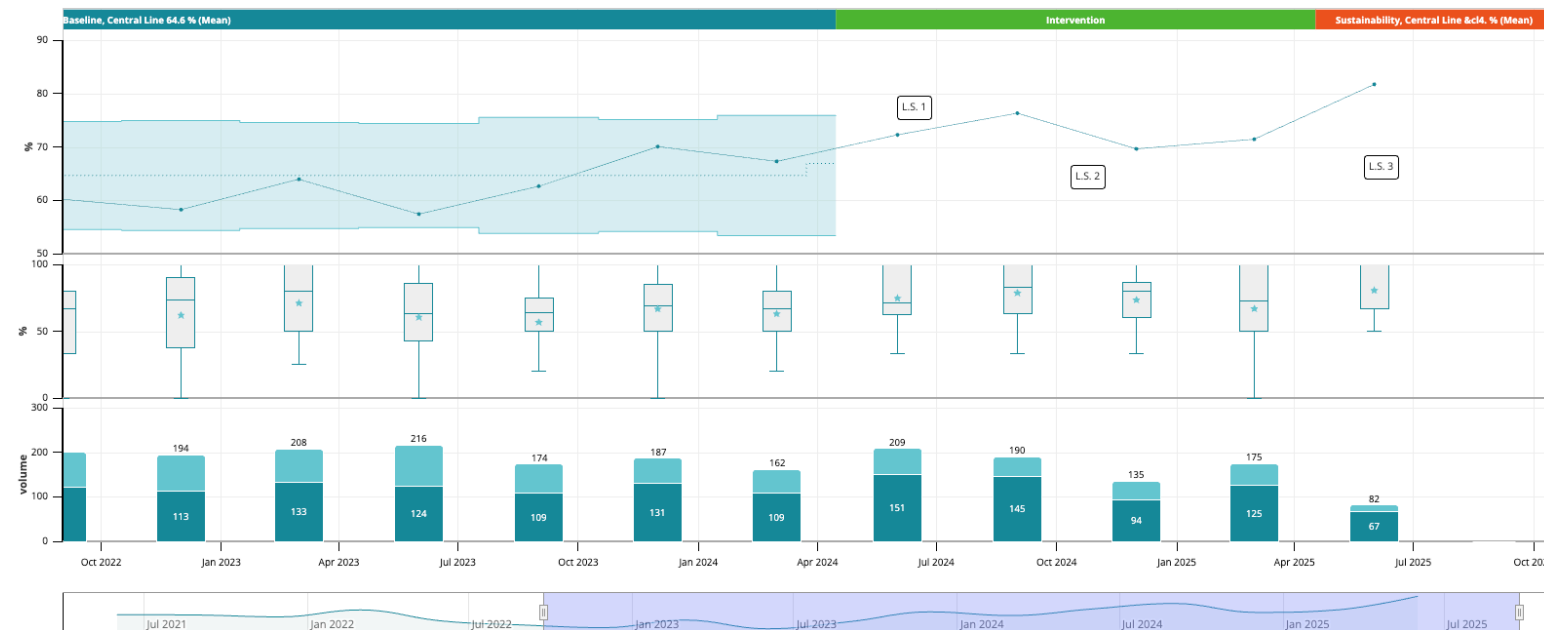 Baseline, Central Line 64.6 % (Mean) Intervention Sustainability, Central Line &cl4. % (Mean)
90
80
L.S. 1
%
70
L.S. 2
L.S. 3
60
50
100
%
50
0
300
194 208 216 174 187 162 209 190 135 175 82
200
volume
100
113 133 124 109 131 109 151 145 94 125 67
0
Oct 2022 Jan 2023 Apr 2023 Jul 2023 Oct 2023 Jan 2024 Apr 2024 Jul 2024 Oct 2024 Jan 2025 Apr 2025 Jul 2025 Oct 20
Jul 2021 Jan 2022 Jul 2022 Jan 2023 Jul 2023 Jan 2024 Jul 2024 Jan 2025 Jul 2025